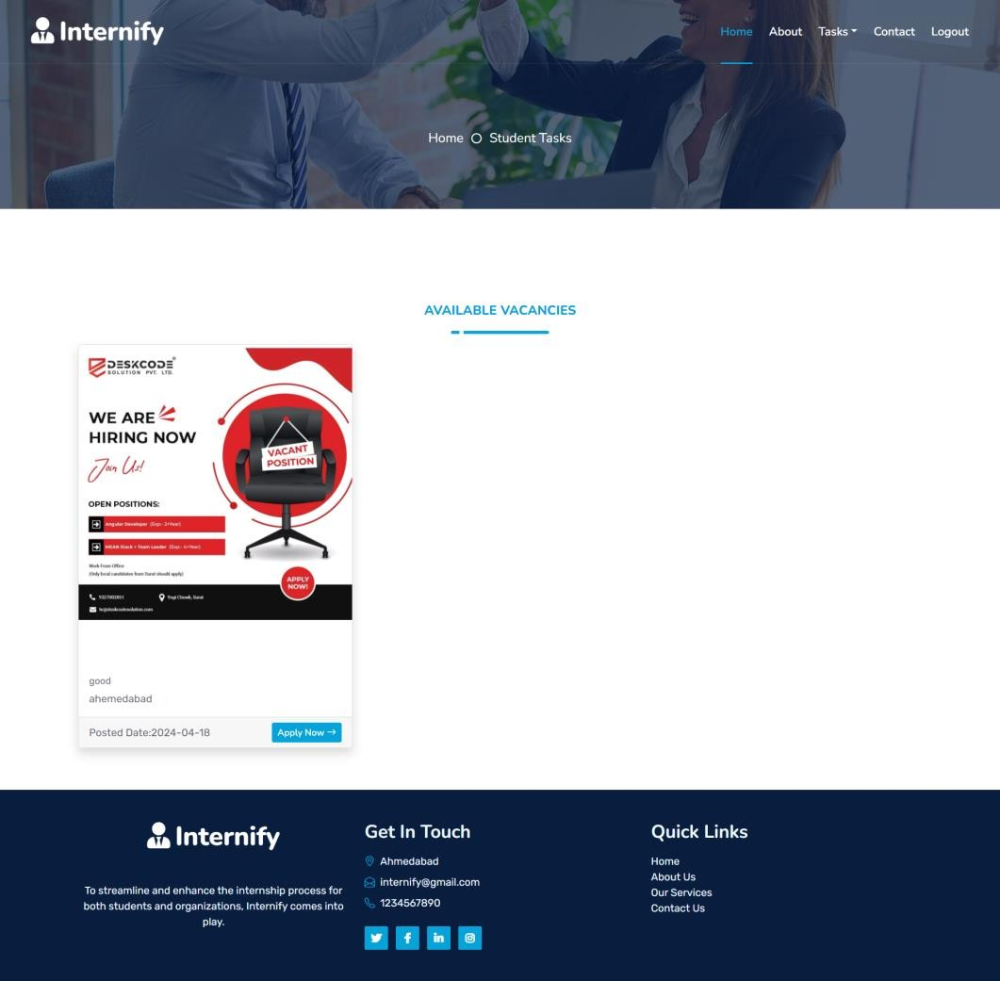 Internify
Home About Tasks Contact Logout
Home Student Tasks
AVAILABLE VACANCIES
DESKCODE
SOLUTION PVT. LTD.
WE ARE
HIRING NOW
Join Us!
VACANT
POSITION
OPEN POSITIONS:
Angular Developer (Exp:- 2+Year)
MEAN Stack + Team Leader (Exp:- 4+Year)
Work From Office
(Only local candidates from Surat should apply)
APPLY
NOW!
9327002851 Yogi Chowk, Surat
hr@deskcodesolution.com
good
ahemedabad
Posted Date:2024-04-18 Apply Now →
Internify
To streamline and enhance the internship process for
both students and organizations, Internify comes into
play.
Get In Touch
Ahmedabad
internify@gmail.com
1234567890
Quick Links
Home
About Us
Our Services
Contact Us